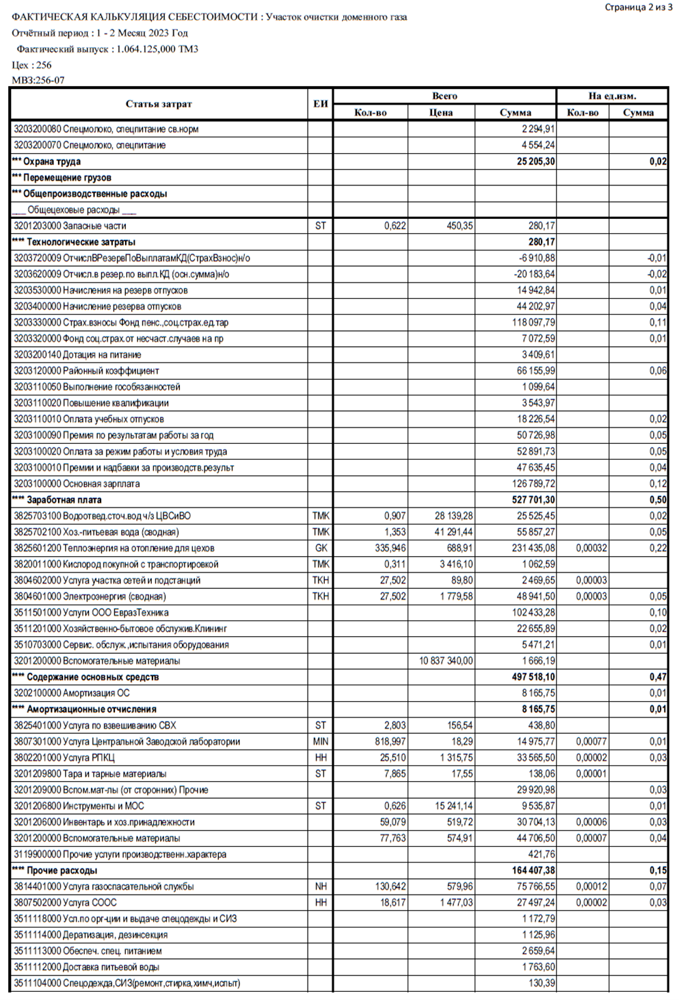 Страница 2 из 3
ФАКТИЧЕСКАЯ КАЛЬКУЛЯЦИЯ СЕБЕСТОИМОСТИ : Участок очистки доменного газа
Отчётный период : 1 - 2 Месяц 2023 Год
Фактический выпуск : 1.064.125,000 ТМ3
Цех : 256
МВЗ:256-07
Статья затрат ЕИ Всего На ед.изм.
Кол-во Цена Сумма Кол-во Сумма
3203200080 Спецмолоко, спецпитание св.норм 2 294,91
3203200070 Спецмолоко, спецпитание 4 554,24
*** Охрана труда 25 205,30 0,02
*** Перемещение грузов
*** Общепроизводственные расходы
___ Общецеховые расходы ___
3201203000 Запасные части ST 0,622 450,35 280,17
**** Технологические затраты 280,17
3203720009 ОтчислВРезервПоВыплатамКД(СтрахВзнос)н/о -6 910,88 -0,01
3203620009 Отчисл.в резер.по выпл.КД (осн.сумма)н/о -20 183,64 -0,02
3203530000 Начисления на резерв отпусков 14 942,84 0,01
3203400000 Начисление резерва отпусков 44 202,97 0,04
3203330000 Страх.взносы Фонд пенс.,соц.страх.ед.тар 118 097,79 0,11
3203320000 Фонд соц.страх.от несчаст.случаев на пр 7 072,59 0,01
3203200140 Дотация на питание 3 409,61
3203120000 Районный коэффициент 66 155,99 0,06
3203110050 Выполнение гособязанностей 1 099,64
3203110020 Повышение квалификации 3 543,97
3203110010 Оплата учебных отпусков 18 226,54 0,02
3203100090 Премия по результатам работы за год 50 726,98 0,05
3203100020 Оплата за режим работы и условия труда 52 891,73 0,05
3203100010 Премии и надбавки за производств.результ 47 635,45 0,04
3203100000 Основная зарплата 126 789,72 0,12
**** Заработная плата 527 701,30 0,50
3825703100 Водоотвед.сточ.вод ч/з ЦВСиВО ТМК 0,907 28 139,28 25 525,45 0,02
3825702100 Хоз.-питьевая вода (сводная) ТМК 1,353 41 291,44 55 857,27 0,05
3825601200 Теплоэнергия на отопление для цехов GK 335,946 688,91 231 435,08 0,00032 0,22
3820011000 Кислород покупной с транспортировкой ТМК 0,311 3 416,10 1 062,59
3804602000 Услуга участка сетей и подстанций ТКН 27,502 89,80 2 469,65 0,00003
3804601000 Электроэнергия (сводная) ТКН 27,502 1 779,58 48 941,50 0,00003 0,05
3511501000 Услуги ООО ЕвразТехника 102 433,28 0,10
3511201000 Хозяйственно-бытовое обслужив.Клининг 22 655,89 0,02
3510703000 Сервис. обслуж.,испытания оборудования 5 471,21 0,01
3201200000 Вспомогательные материалы 10 837 340,00 1 666,19
**** Содержание основных средств 497 518,10 0,47
3202100000 Амортизация ОС 8 165,75 0,01
**** Амортизационные отчисления 8 165,75 0,01
3825401000 Услуга по взвешиванию СВХ ST 2,803 156,54 438,80
3807301000 Услуга Центральной Заводской лаборатории MIN 818,997 18,29 14 975,77 0,00077 0,01
3802201000 Услуга РПКЦ НН 25,510 1 315,75 33 565,50 0,00002 0,03
3201209800 Тара и тарные материалы ST 7,865 17,55 138,06 0,00001
3201209000 Вспом.мат-лы (от сторонних) Прочие 29 920,98 0,03
3201206800 Инструменты и МОС ST 0,626 15 241,14 9 535,87 0,01
3201206000 Инвентарь и хоз.принадлежности 59,079 519,72 30 704,13 0,00006 0,03
3201200000 Вспомогательные материалы 77,763 574,91 44 706,50 0,00007 0,04
3119900000 Прочие услуги производственн.характера 421,76
**** Прочие расходы 164 407,38 0,15
3814401000 Услуга газоспасательной службы NH 130,642 579,96 75 766,55 0,00012 0,07
3807502000 Услуга СООС НН 18,617 1 477,03 27 497,24 0,00002 0,03
3511118000 Усл.по орг-ции и выдаче спецодежды и СИЗ 1 172,79
3511114000 Дератизация, дезинсекция 1 125,96
3511113000 Обеспеч. спец. питанием 2 659,64
3511112000 Доставка питьевой воды 1 763,60
3511104000 Спецодежда,СИЗ(ремонт,стирка,химч,испыт) 130,39